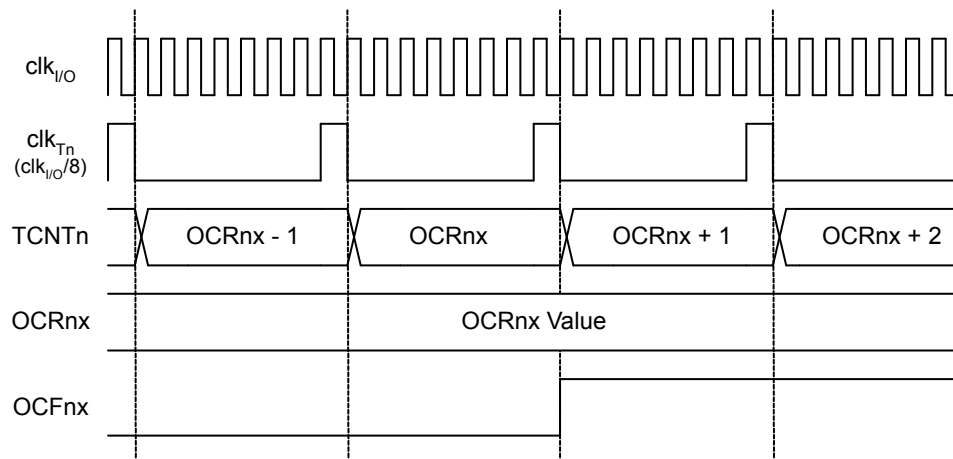 clkI/O
clkTn
(clkI/O/8)
TCNTn OCRnx - 1 OCRnx OCRnx + 1 OCRnx + 2
OCRnx OCRnx Value
OCFnx